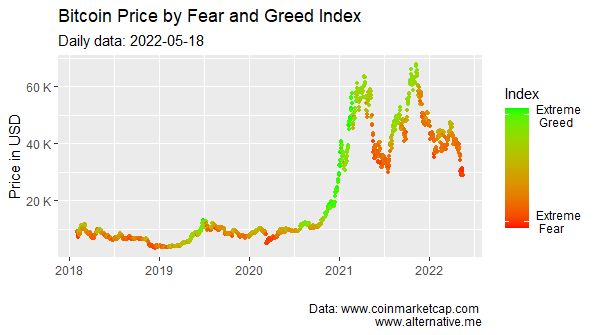 Bitcoin Price by Fear and Greed Index
Daily data: 2022-05-18
Price in USD
60 K
40 K
20 K
2018 2019 2020 2021 2022
Index
Extreme
Greed
Extreme
Fear
Data: www.coinmarketcap.com
www.alternative.me